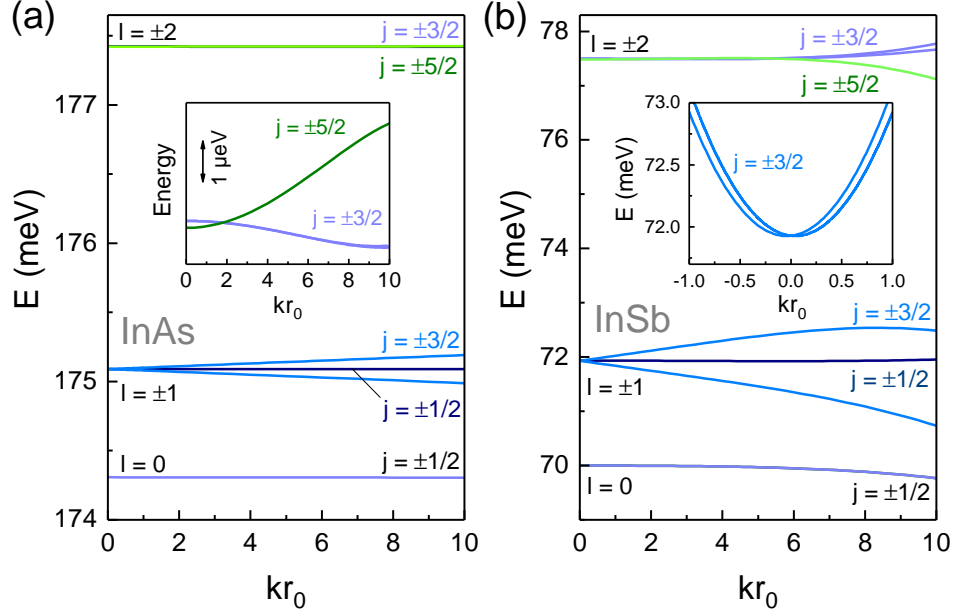 (a)
(b)
l = ±2
j = ±3/2
j = ±5/2
177
176
175
174
E (meV)
1 µeV
Energy
j = ±5/2
j = ±3/2
0 2 4 6 8 10
kr0
InAs
j = ±3/2
l = ±1
j = ±1/2
l = 0
j = ±1/2
0 2 4 6 8 10
kr0
78
76
74
72
70
E (meV)
l = ±2
j = ±3/2
j = ±5/2
73.0
72.5
72.0
E (meV)
j = ±3/2
-1.0 -0.5 0.0 0.5 1.0
kr0
InSb
j = ±3/2
l = ±1
j = ±1/2
l = 0
j = ±1/2
0 2 4 6 8 10
kr0